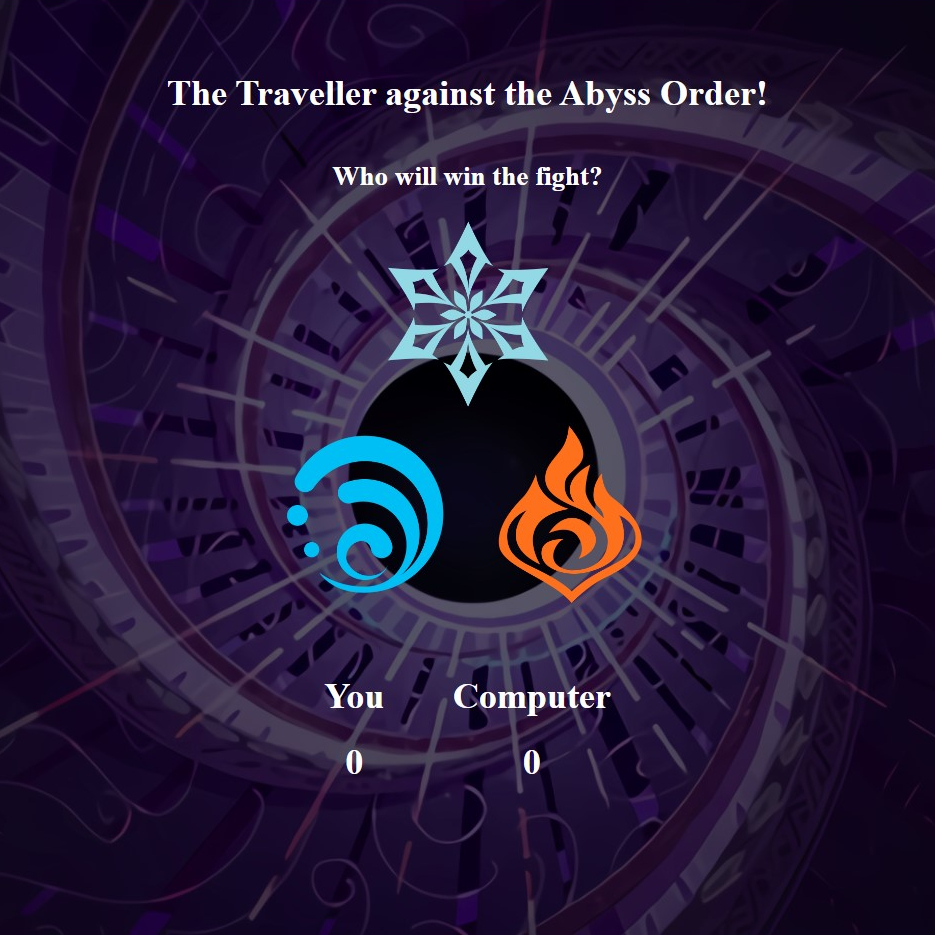 The Traveller against the Abyss Order!
Who will win the fight?
You Computer
0 0